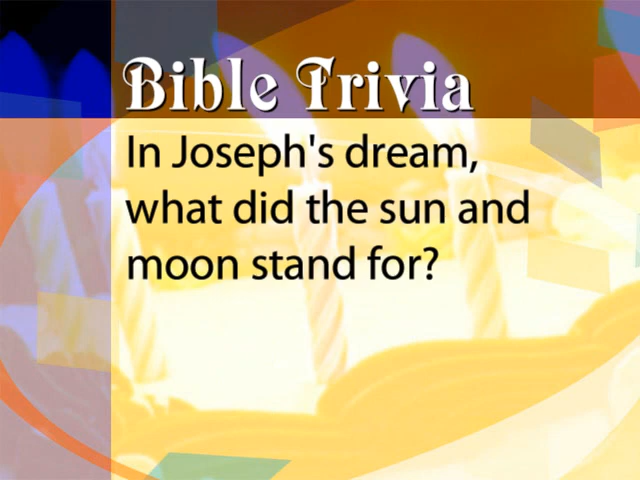 Bible Trivia
In Joseph's dream,
what did the sun and
moon stand for?